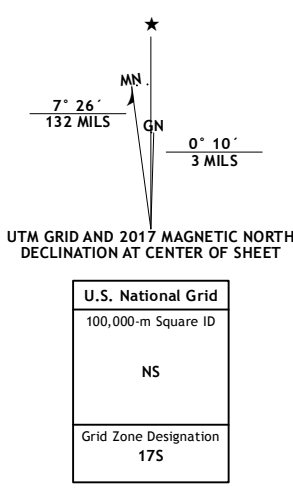 ★
MN
7° 26´
132 MILS
GN
0° 10´
3 MILS
UTM GRID AND 2017 MAGNETIC NORTH
DECLINATION AT CENTER OF SHEET
U.S. National Grid
100,000-m Square ID
NS
Grid Zone Designation
17S